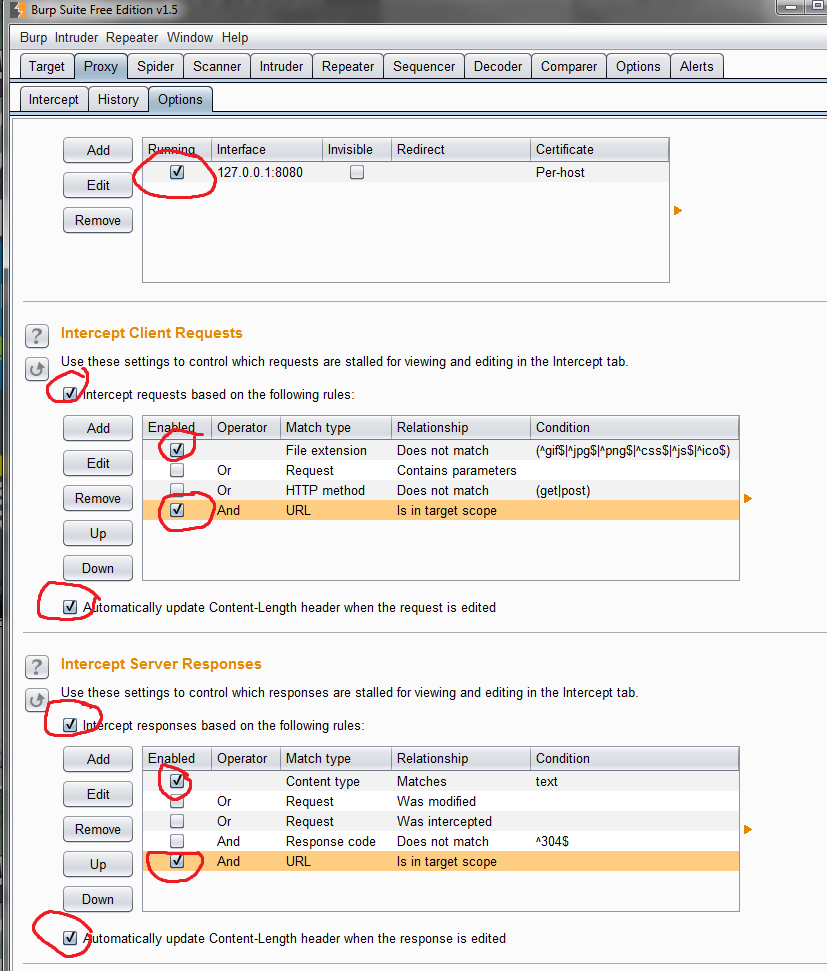 Burp Suite Free Edition v1.5
Burp Intruder Repeater Window Help
Target Proxy Spider Scanner Intruder Repeater Sequencer Decoder Comparer Options Alerts
Intercept History Options
Add Running Interface Invisible Redirect Certificate
127.0.0.1:8080 Per-host
Edit
Remove
? Intercept Client Requests
Use these settings to control which requests are stalled for viewing and editing in the Intercept tab.
Intercept requests based on the following rules:
Add Enabled Operator Match type Relationship Condition
File extension Does not match (^gif$|^jpg$|^png$|^css$|^js$|^ico$)
Edit Or Request Contains parameters
Remove Or HTTP method Does not match (get|post)
And URL Is in target scope
Up
Down
Automatically update Content-Length header when the request is edited
? Intercept Server Responses
Use these settings to control which responses are stalled for viewing and editing in the Intercept tab.
Intercept responses based on the following rules:
Add Enabled Operator Match type Relationship Condition
Content type Matches text
Edit Or Request Was modified
Remove Or Request Was intercepted
And Response code Does not match ^304$
Up And URL Is in target scope
Down
Automatically update Content-Length header when the response is edited